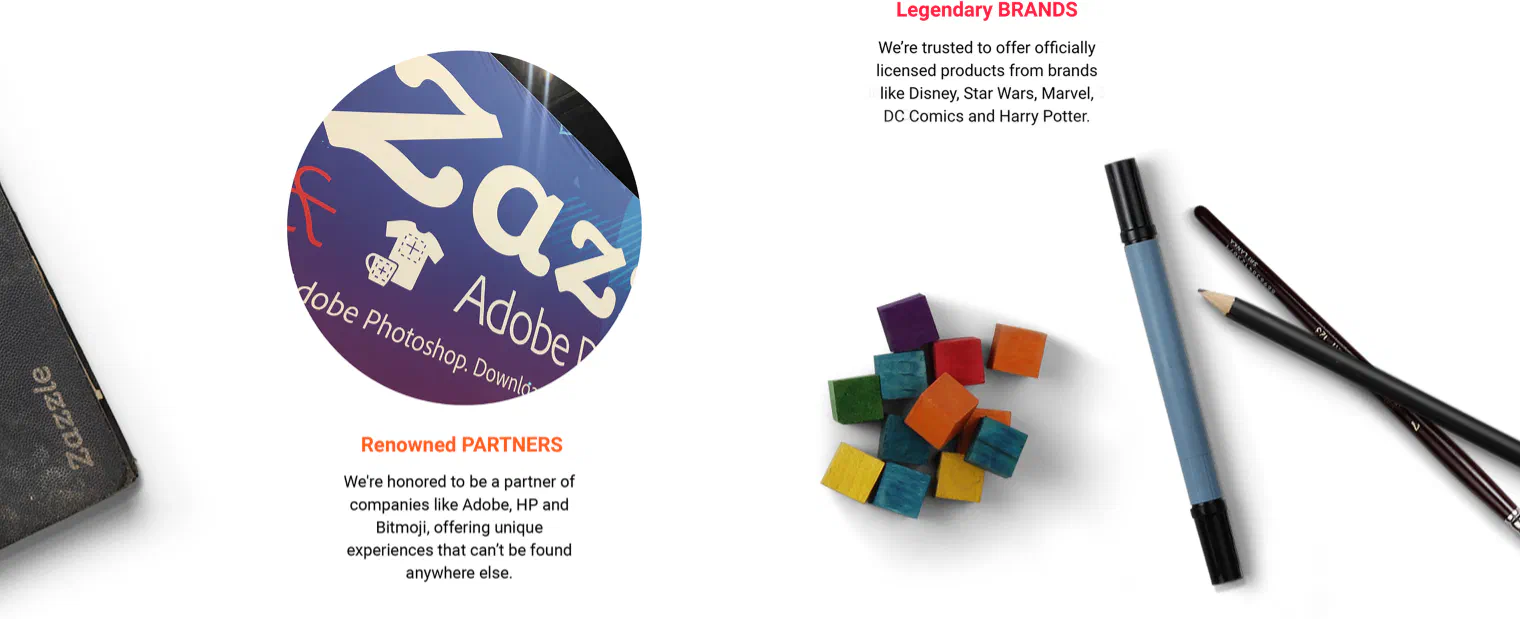 Legendary BRANDS
We’re trusted to offer officially
licensed products from brands
like Disney, Star Wars, Marvel,
DC Comics and Harry Potter.
Zaz
Adobe
dobe Photoshop. Downlo
Zazzle
Renowned PARTNERS
We're honored to be a partner of
companies like Adobe, HP and
Bitmoji, offering unique
experiences that can’t be found
anywhere else.